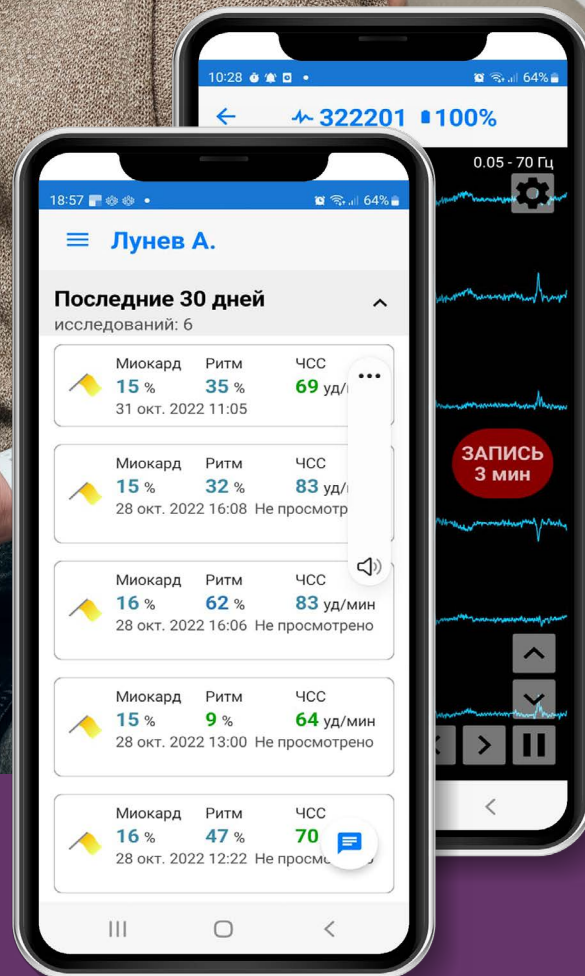 10:28
64%
322201 100%
0.05 - 70 Гц
ЗАПИСЬ
3 мин
18:57
64%
Лунев А.
Последние 30 дней
исследований: 6
Миокард Ритм ЧСС
15 % 35 % 69 уд/
31 окт. 2022 11:05
Миокард Ритм ЧСС
15 % 32 % 83 уд/
28 окт. 2022 16:08 Не просмотр
Миокард Ритм ЧСС
16 % 62 % 83 уд/мин
28 окт. 2022 16:06 Не просмотрено
Миокард Ритм ЧСС
15 % 9 % 64 уд/мин
28 окт. 2022 13:00 Не просмотрено
Миокард Ритм ЧСС
16 % 47 % 70
28 окт. 2022 12:22 Не просм